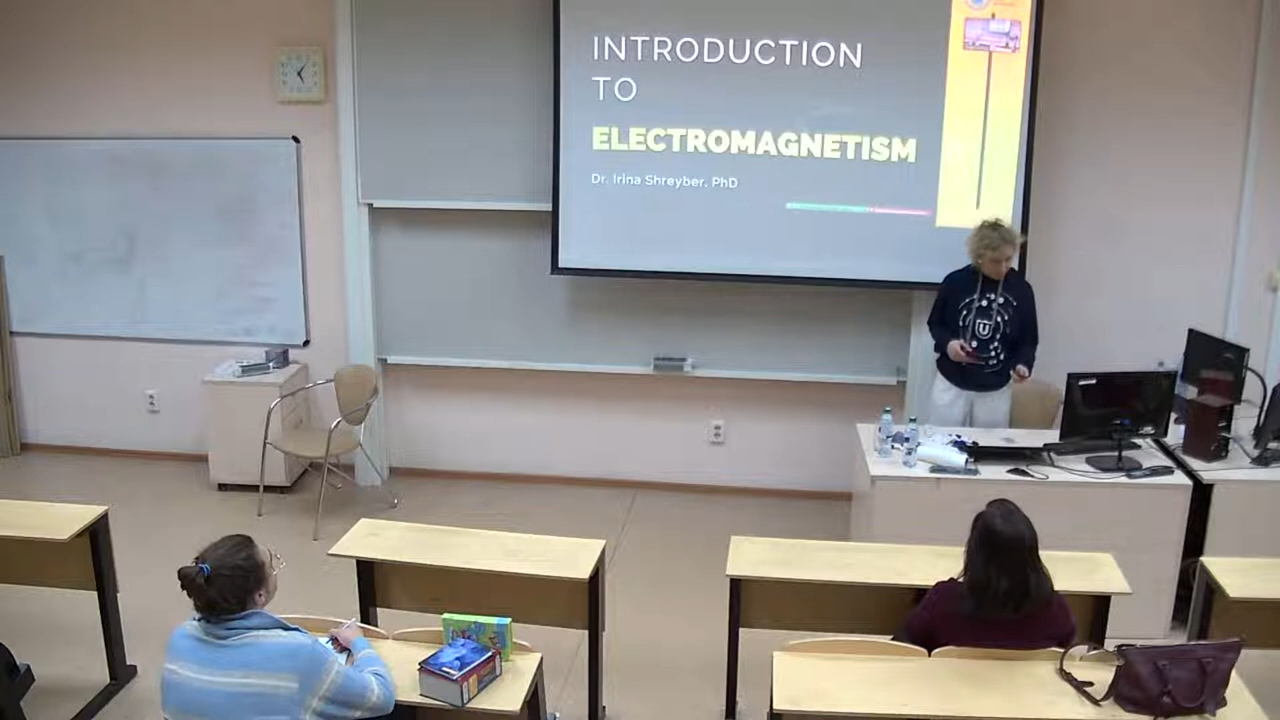 INTRODUCTION
TO
ELECTROMAGNETISM
Dr. Irina Shreyber, PhD
U